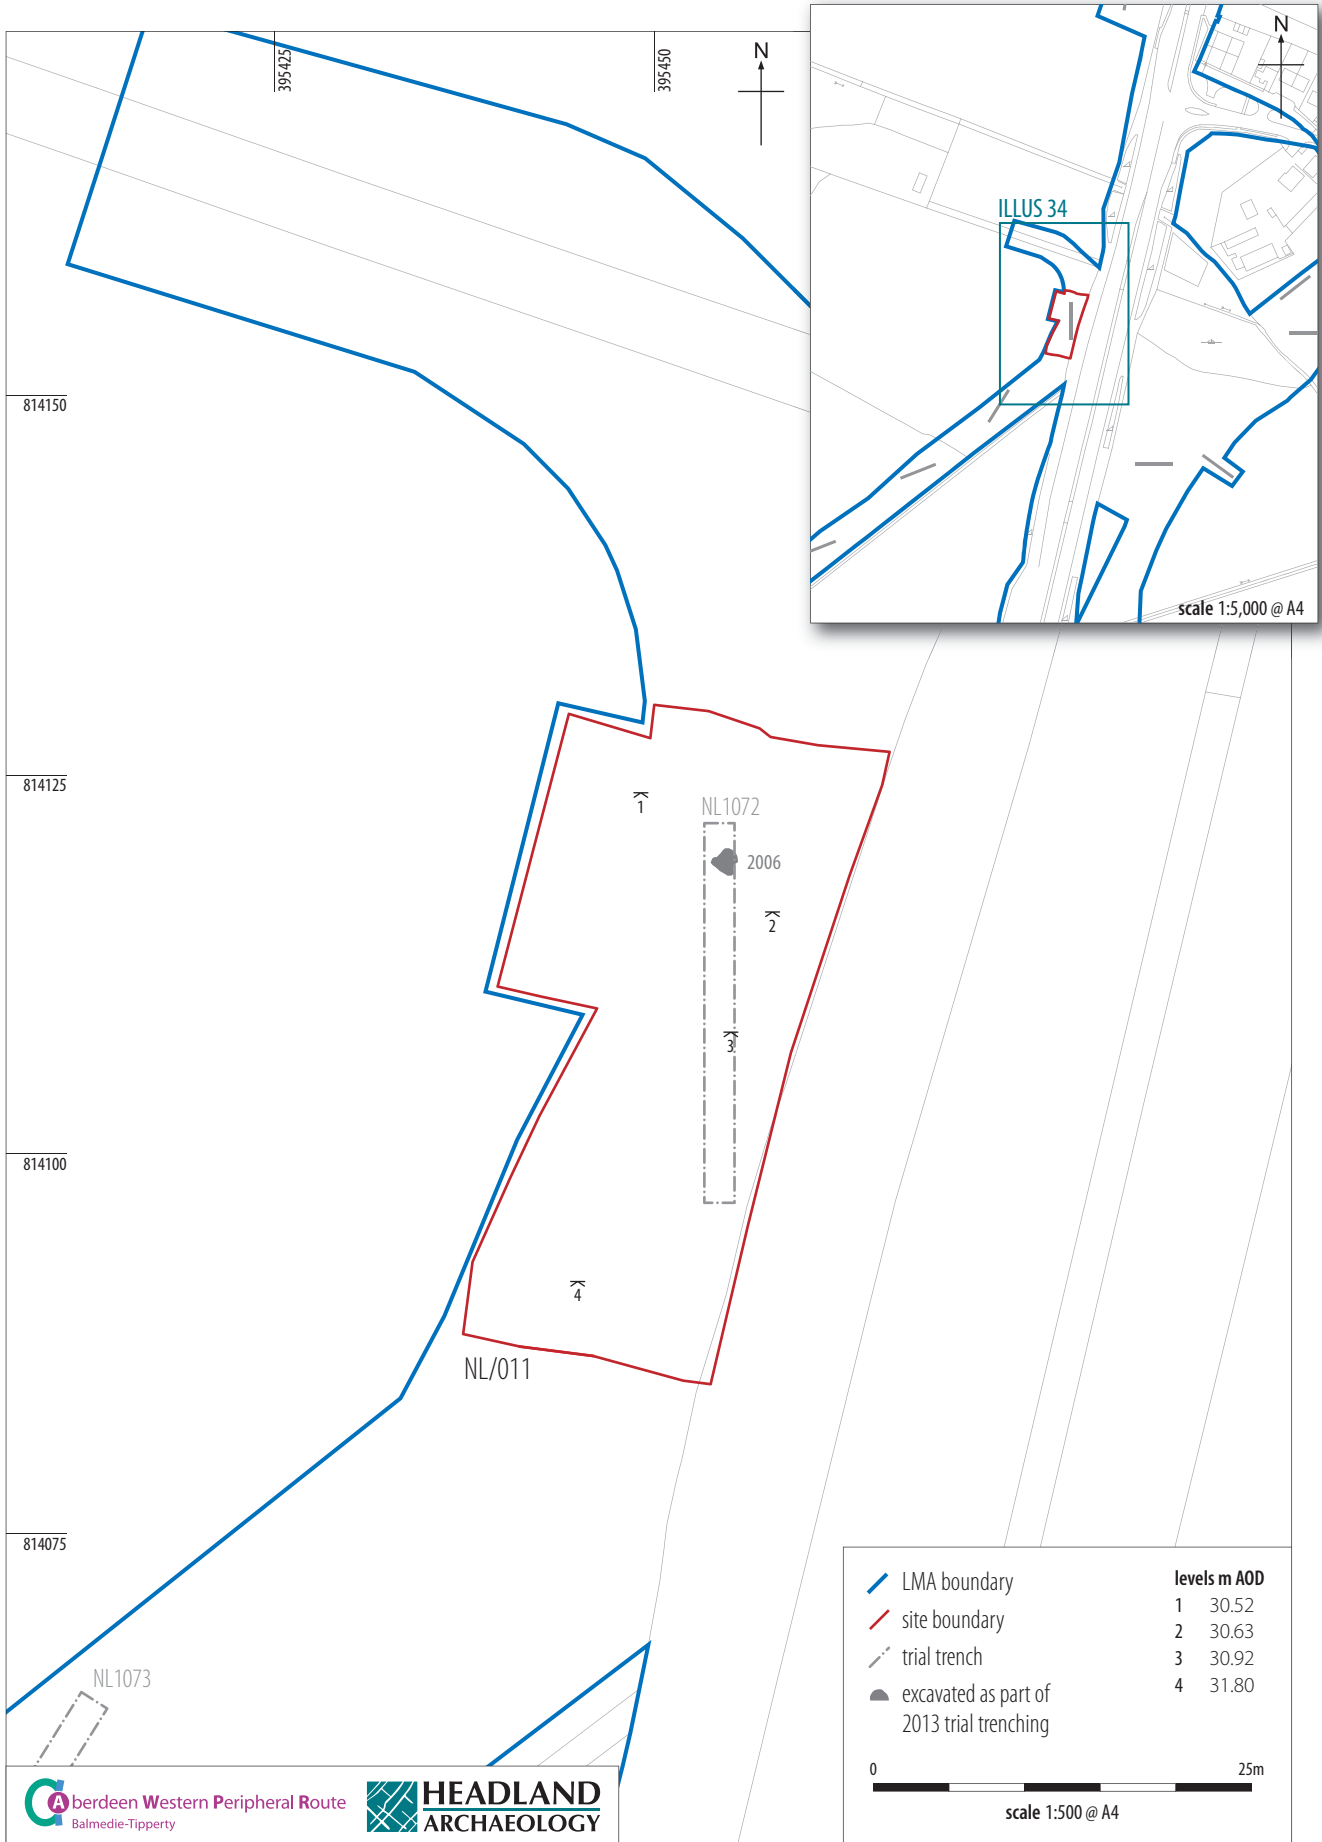 395425
395450
N
N
ILLUS 34
scale 1:5,000 @ A4
814150
814125
814100
814075
1
NL1072
2006
2
3
4
NL/011
NL1073
LMA boundary
site boundary
trial trench
excavated as part of
2013 trial trenching
levels m AOD
1 30.52
2 30.63
3 30.92
4 31.80
0 25m
scale 1:500 @ A4
Aberdeen Western Peripheral Route
Balmedie-Tipperty
HEADLAND
ARCHAEOLOGY